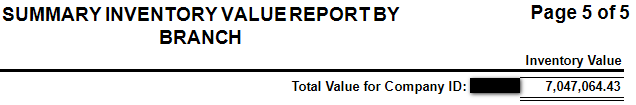 SUMMARY INVENTORY VALUE REPORT BY
BRANCH
Page 5 of 5
Inventory Value
Total Value for Company ID: 7,047,064.43